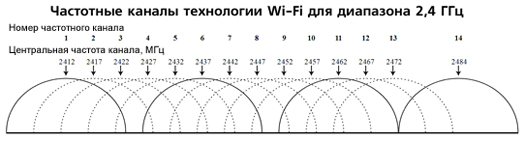 Частотные каналы технологии Wi-Fi для диапазона 2,4 ГГц
Номер частотного канала
1 2 3 4 5 6 7 8 9 10 11 12 13 14
Центральная частота канала, МГц
2412 2417 2422 2427 2432 2437 2442 2447 2452 2457 2462 2467 2472 2484